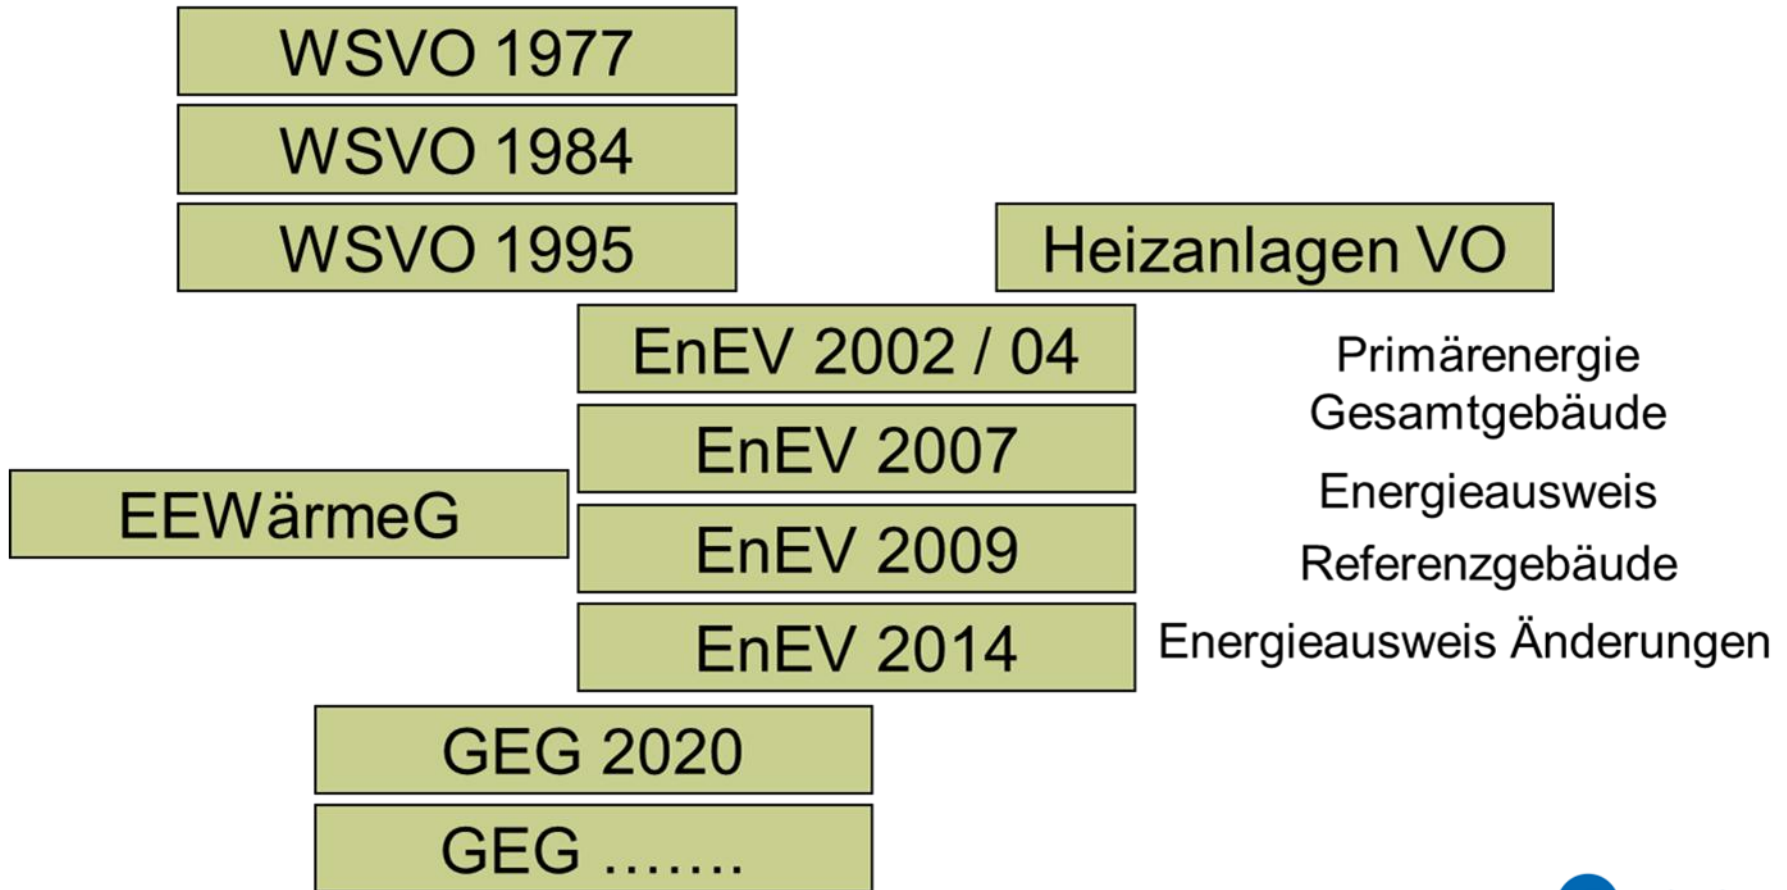 WSVO 1977
WSVO 1984
WSVO 1995
Heizanlagen VO
EnEV 2002 / 04
Primärenergie
Gesamtgebäude
EnEV 2007
EEWärmeG
Energieausweis
EnEV 2009
Referenzgebäude
EnEV 2014
Energieausweis Änderungen
GEG 2020
GEG .......